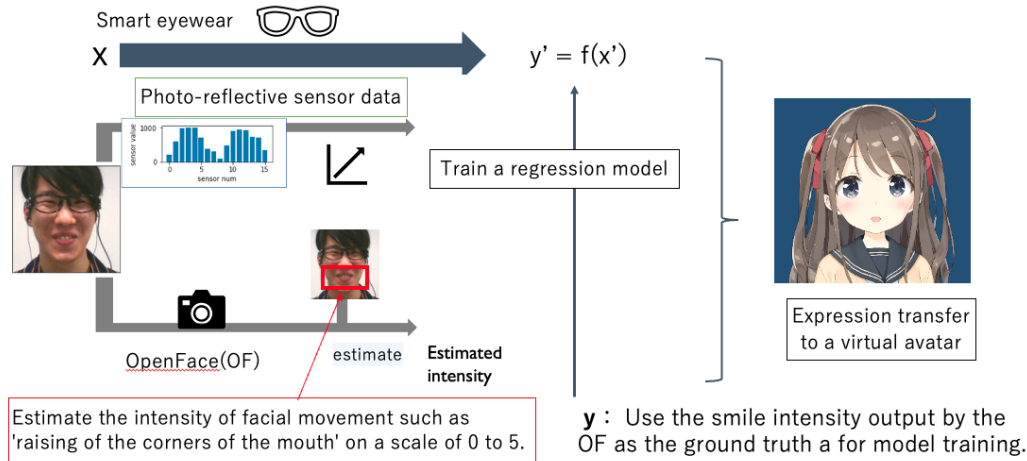 Smart eyewear
x
y' = f(x')
Photo-reflective sensor data
1000
0
sensor value
0 5 10 15
sensor num
Train a regression model
OpenFace(OF)
estimate
Estimated
intensity
Expression transfer
to a virtual avatar
Estimate the intensity of facial movement such as
'raising of the corners of the mouth' on a scale of 0 to 5.
y : Use the smile intensity output by the
OF as the ground truth a for model training.